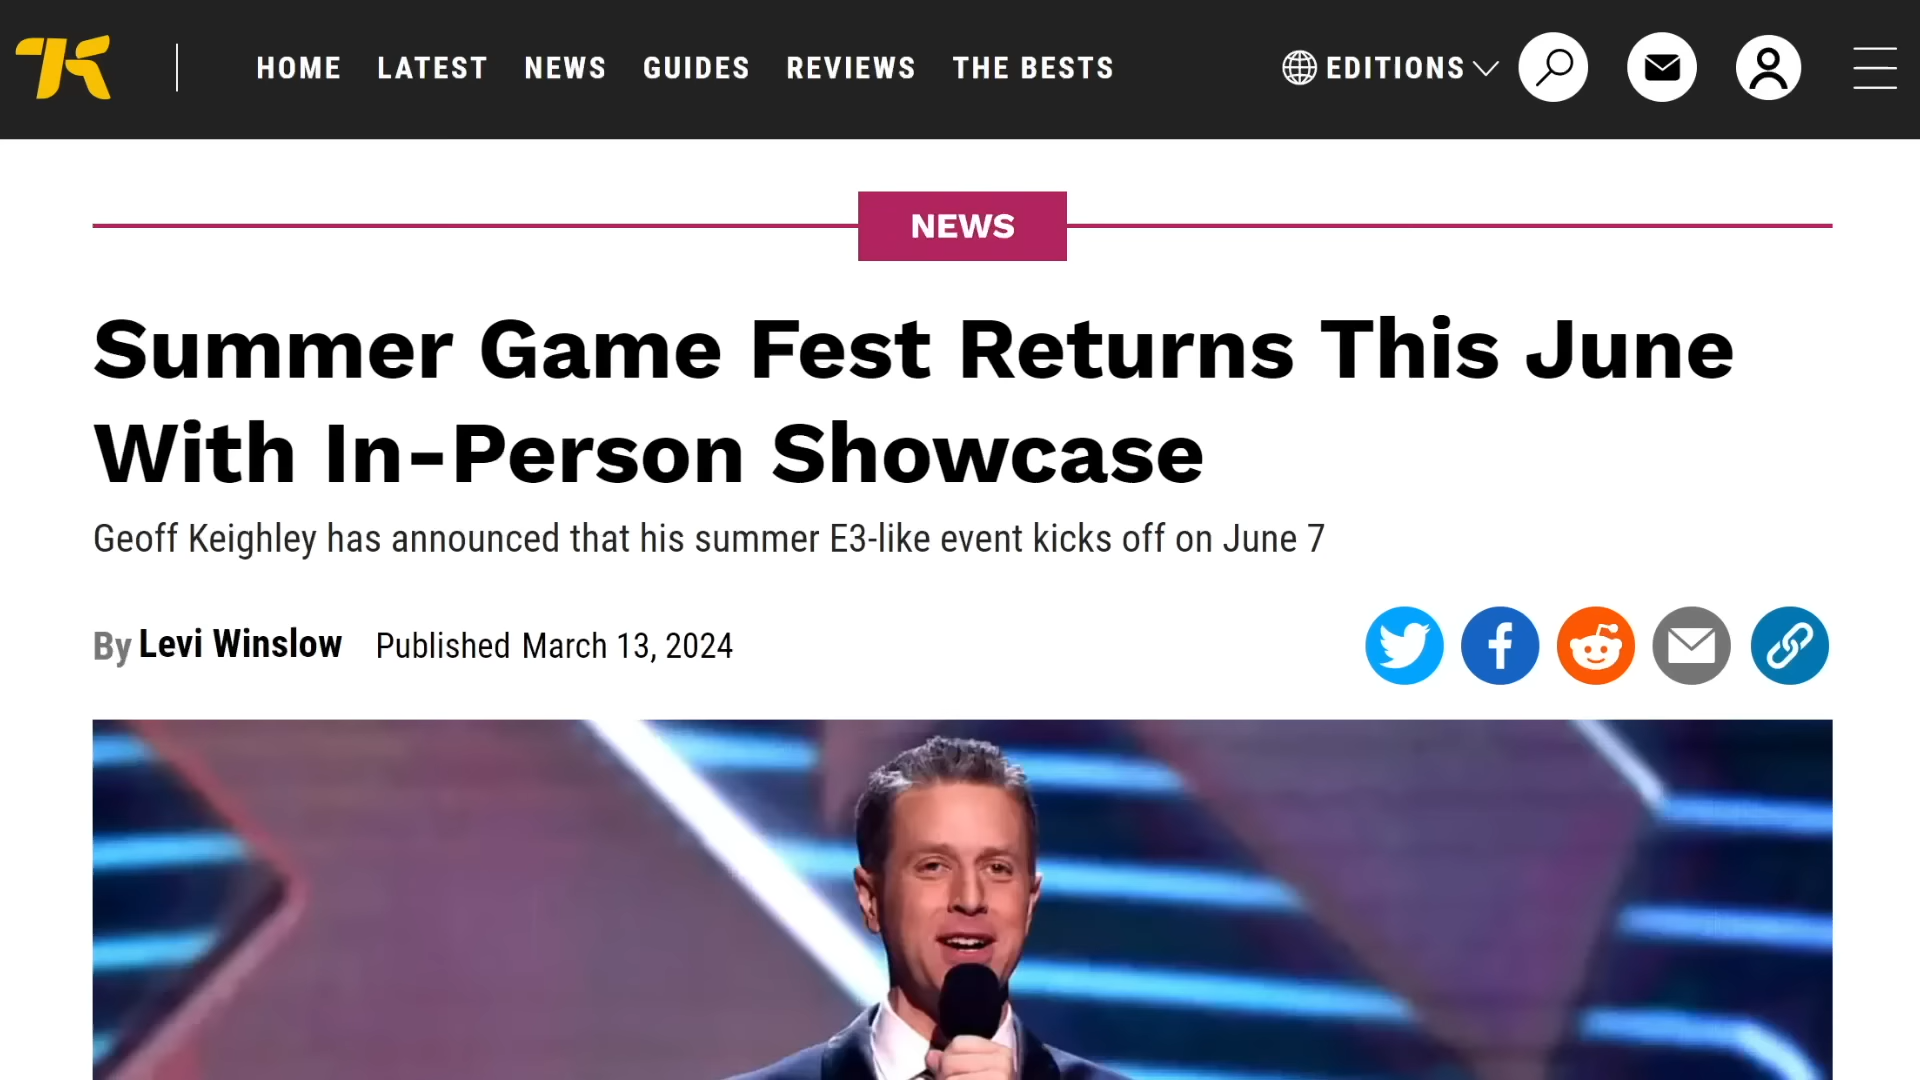 HOME LATEST NEWS GUIDES REVIEWS THE BESTS EDITIONS
NEWS
Summer Game Fest Returns This June
With In-Person Showcase
Geoff Keighley has announced that his summer E3-like event kicks off on June 7
By Levi Winslow Published March 13, 2024